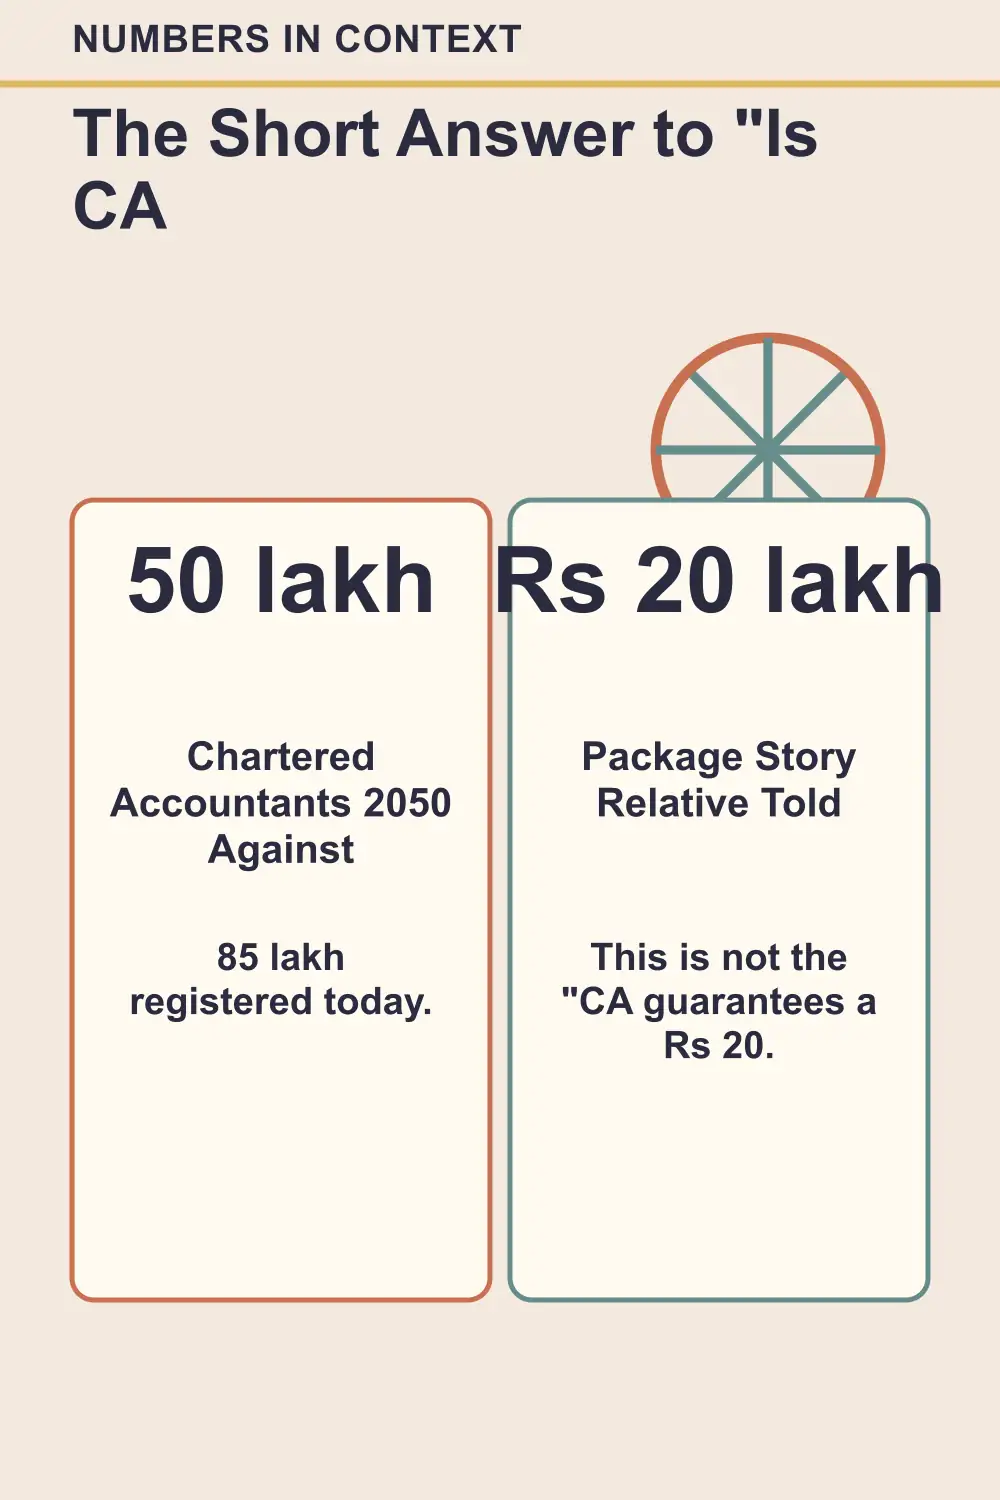 NUMBERS IN CONTEXT
The Short Answer to "Is
CA
50 lakh
Chartered
Accountants 2050
Against
85 lakh
registered today.
Rs 20 lakh
Package Story
Relative Told
This is not the
"CA guarantees a
Rs 20.